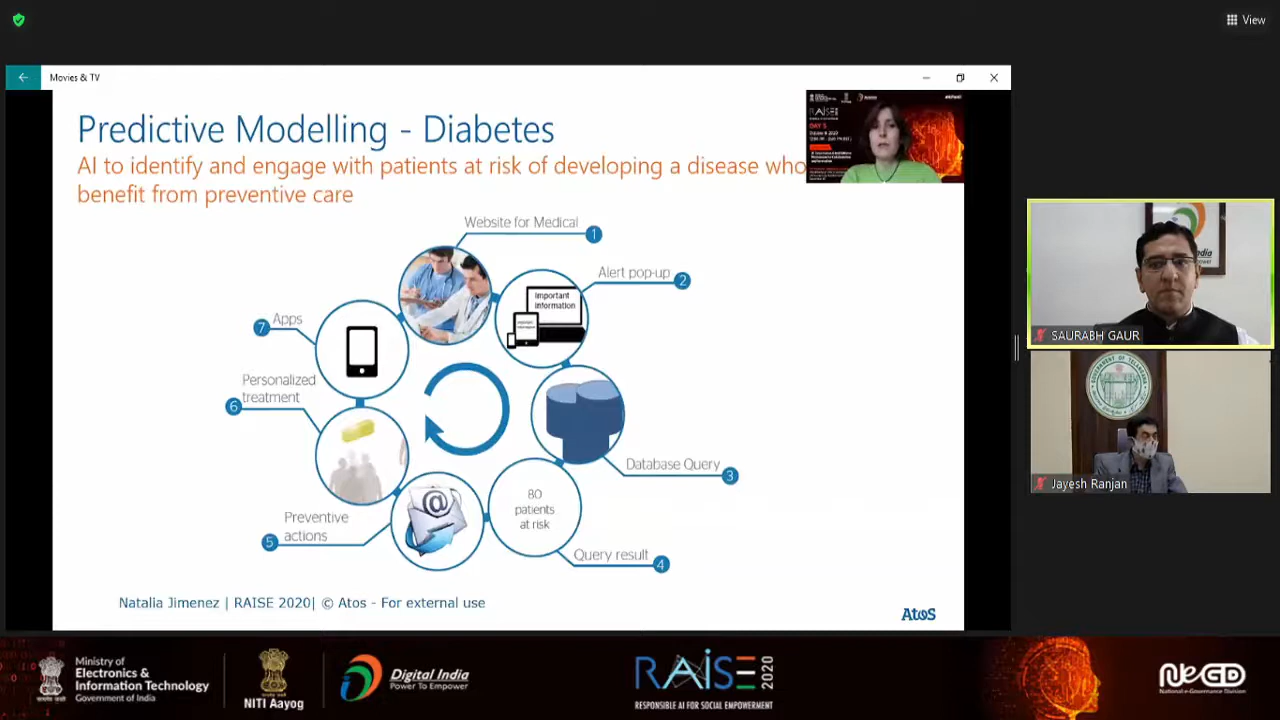 View
Movies & TV
Predictive Modelling - Diabetes
AI to identify and engage with patients at risk of developing a disease who
benefit from preventive care
RAISE
DAY 5
Website for Medical
1
Alert pop-up
2
Important
information
7
Apps
Personalized
treatment
6
Database Query
3
80
patients
at risk
Preventive
actions
5
Query result
4
Natalia Jimenez | RAISE 2020| © Atos - For external use
Atos
SAURABH GAUR
Jayesh Ranjan
Ministry of
Electronics &
Information Technology
Government of India
NITI Aayog
Digital India
Power To Empower
RAISE 2020
RESPONSIBLE AI FOR SOCIAL EMPOWERMENT
NeGD
National e-Governance Division